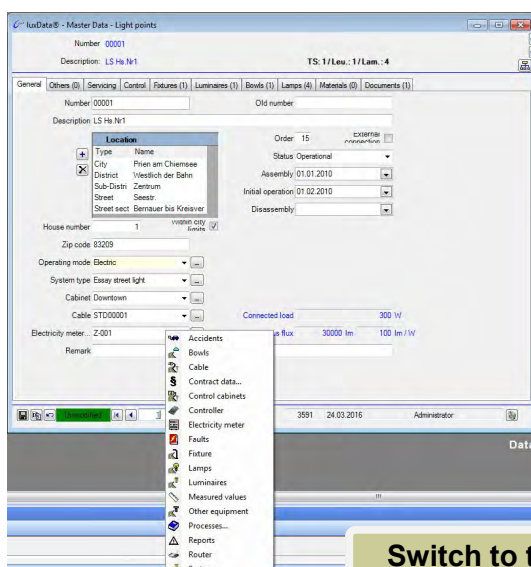 luxData® - Master Data - Light points
Number 00001
Description: LS Hs.Nr1 TS: 1 / Leu.: 1 / Lam.: 4
General Others (0) Servicing Control Fixtures (1) Luminaires (1) Bowls (1) Lamps (4) Materials (0) Documents (1)
Number 00001 Old number
Description LS Hs.Nr1
Location
Type Name
City Prien am Chiemsee
District Westlich der Bahn
Sub-Distri Zentrum
Street Seestr.
Street sect Bernauer bis Kreisver
Order 15 External connection
Status Operational
Assembly 01.01.2010
Initial operation 01.02.2010
Disassembly
House number 1 Within city limits
Zip code 83209
Operating mode Electric
System type Essay street light
Cabinet Downtown
Cable STD00001 Connected load 300 W
Electricity meter... Z-001 us flux 30000 lm 100 lm / W
Remark
Unmodified 3591 24.03.2016 Administrator
Accidents
Bowls
Cable
Contract data...
Control cabinets
Controller
Electricity meter
Faults
Fixture
Lamps
Luminaires
Measured values
Other equipment
Processes...
Reports
Router
Data
Switch to f